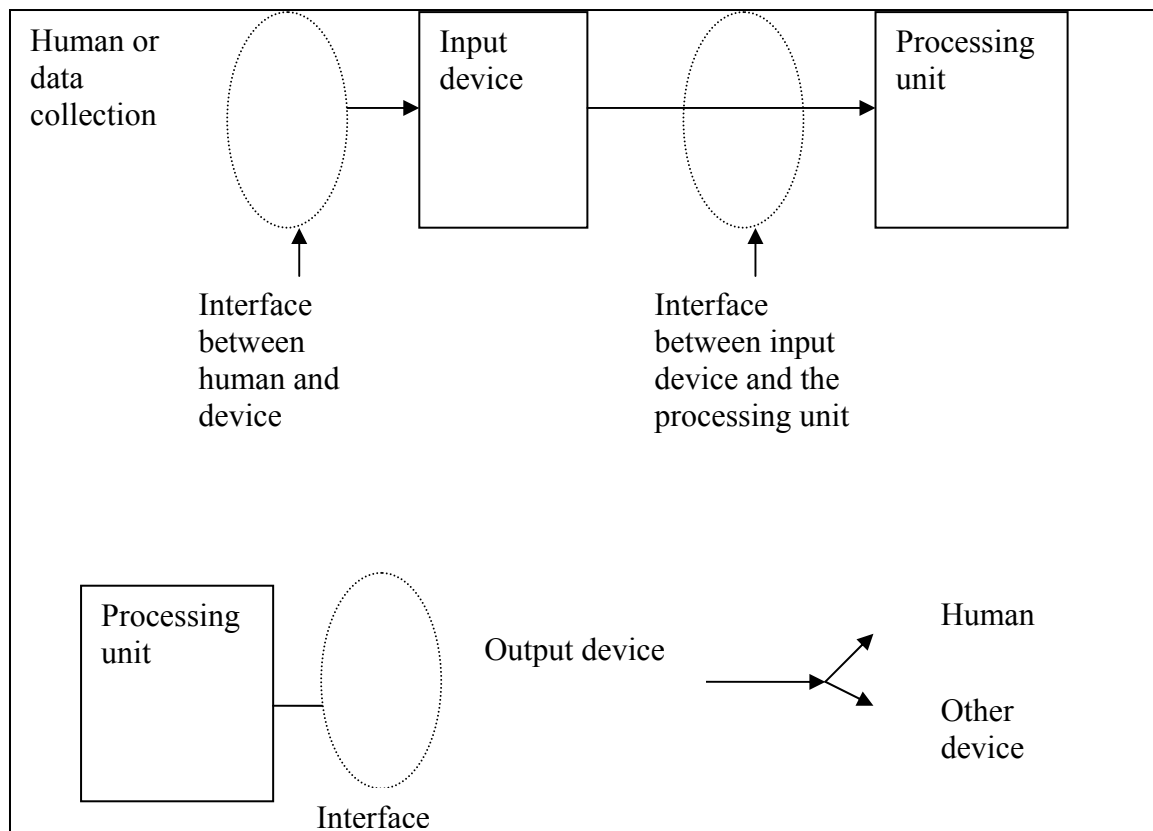 Human or
data
collection
Input
device
Processing
unit
Interface
between
human and
device
Interface
between input
device and the
processing unit
Processing
unit
Output device
Human
Other
device
Interface